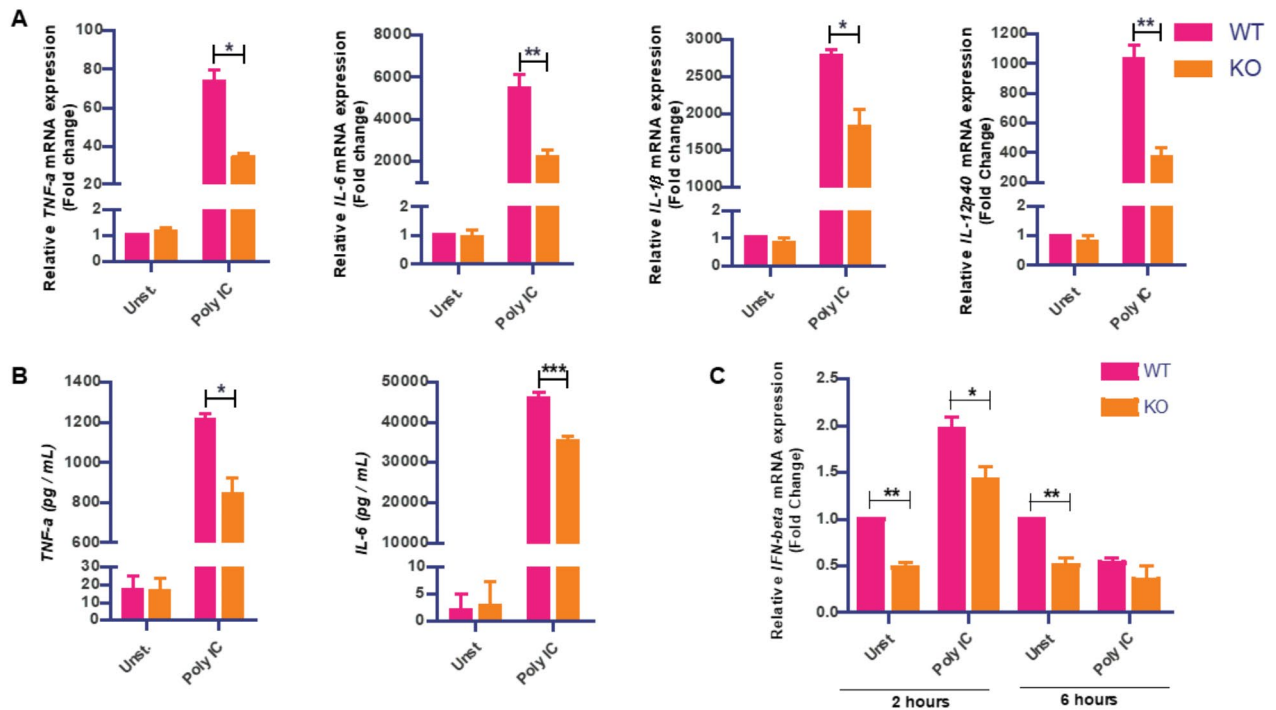 A
Relative TNF-a mRNA expression
(Fold change)
100
80
60
40
20
2
1
0
Unst.
Poly IC
*
Relative IL-6 mRNA expression
(Fold change)
8000
6000
4000
2000
2
1
0
Unst.
Poly IC
**
Relative IL-1β mRNA expression
(Fold change)
3000
2500
2000
1500
1000
2
1
0
Unst
Poly IC
*
Relative IL-12p40 mRNA expression
(Fold Change)
1200
1000
800
600
400
200
2
1
0
Unst
Poly IC
**
WT
KO
B
TNF-a (pg / mL)
1400
1200
1000
800
600
30
20
10
0
Unst.
Poly IC
*
IL-6 (pg / mL)
50000
40000
30000
20000
10000
10
5
0
Unst
Poly IC
***
C
Relative IFN-beta mRNA expression
(Fold Change)
2.5
2.0
1.5
1.0
0.5
0.0
**
*
**
WT
KO
Unst
Poly IC
Unst
Poly IC
2 hours
6 hours